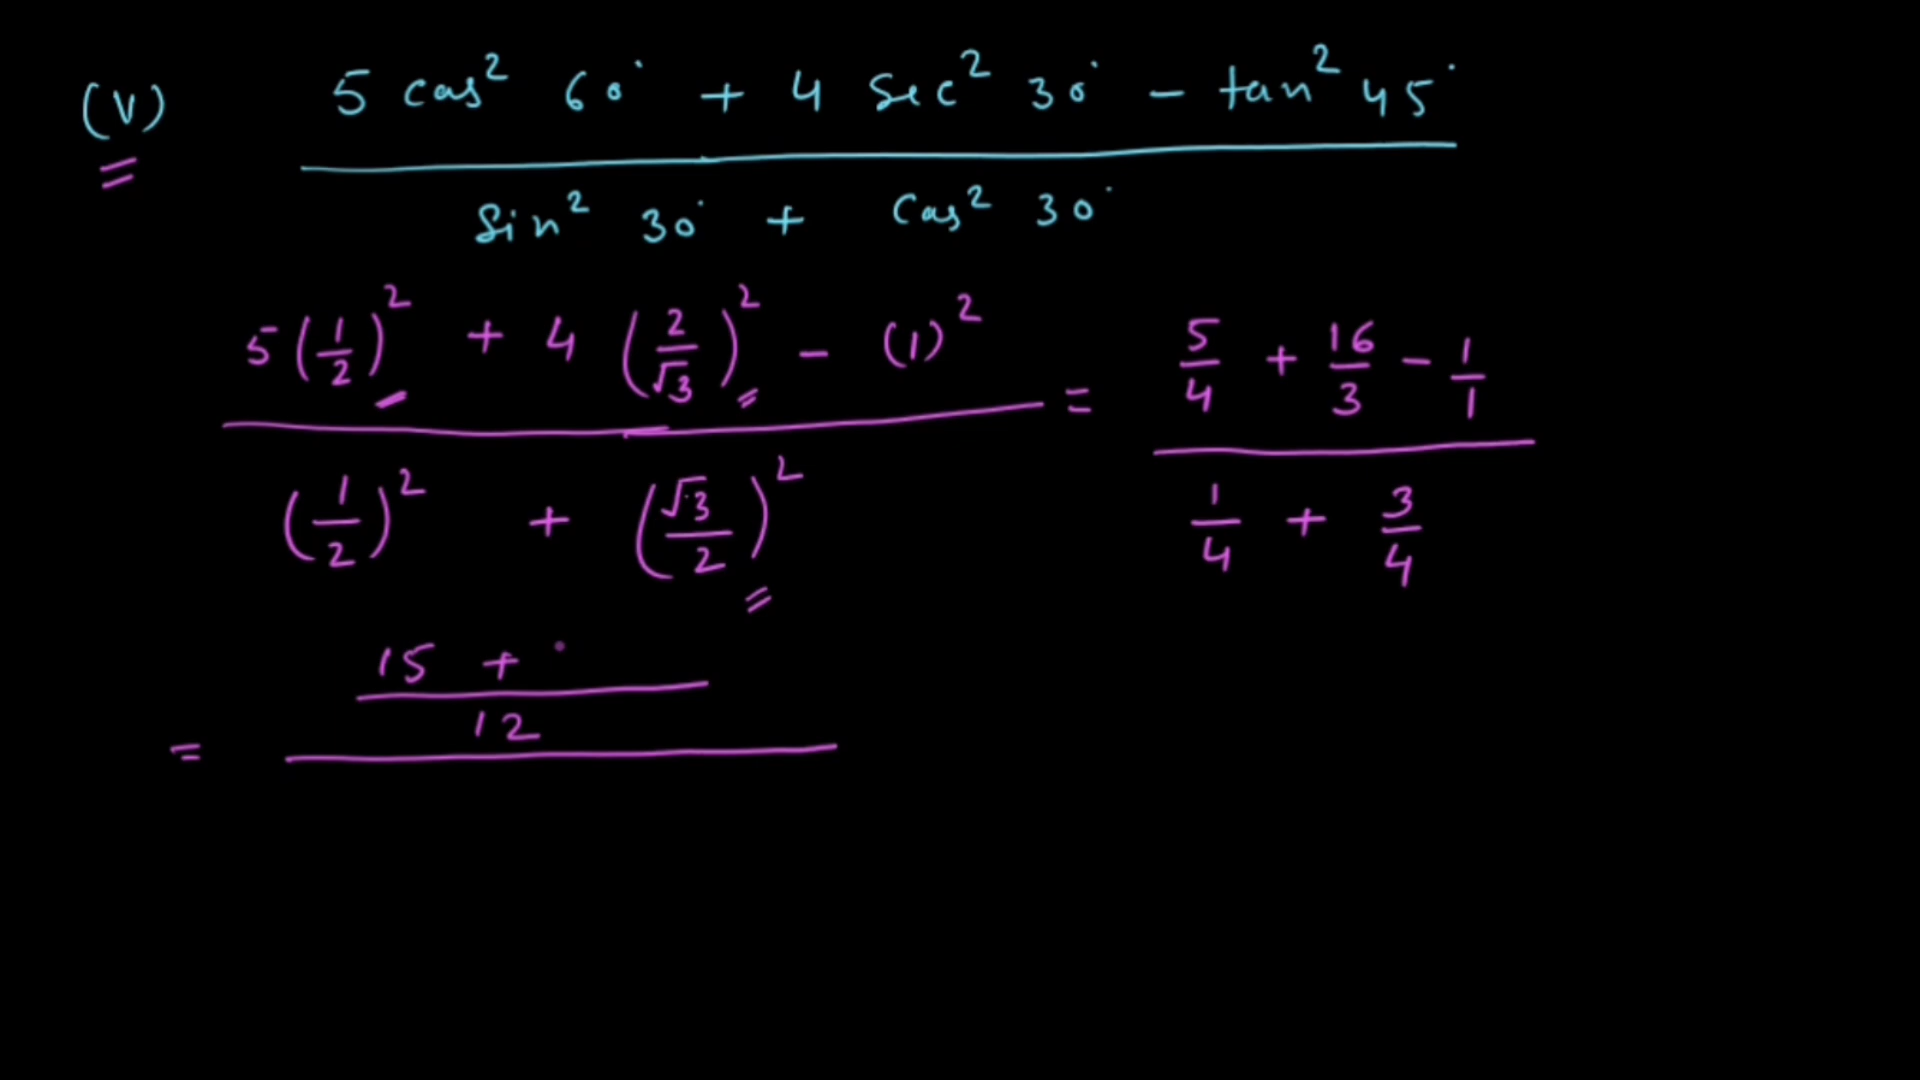 (V) 5 cos² 60° + 4 Sec² 30° - tan² 45°
Sin² 30° + Cos² 30°
5(1/2)² + 4(2/√3)² - (1)² = 5/4 + 16/3 - 1/1
(1/2)² + (√3/2)² 1/4 + 3/4
15 +
12
=